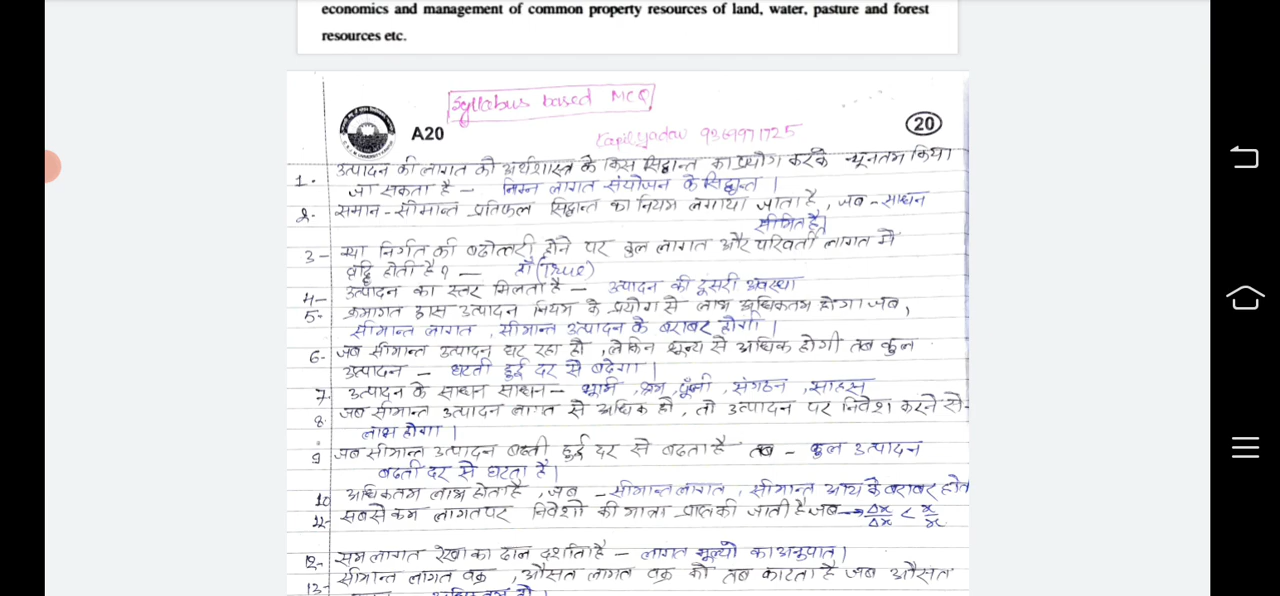 economics and management of common property resources of land, water, pasture and forest
resources etc.
Syllabus based MCQ
A20
20
Kapil yadav 9369971725
1. उत्पादन की लागत को अर्थशास्त्र के किस सिद्धान्त का प्रयोग करके न्यूनतम किया
जा सकता है – निम्न लागत संयोजन के सिद्धान्त ।
2. समान - सीमान्त प्रतिफल सिद्धान्त का नियम लगाया जाता है, जब - साधन
सीमित है।
3 – क्या निर्गत की बढोत्तरी होने पर कुल लागत और परिवर्ती लागत में
वृद्धि होती है ? – हाँ (True)
4 – उत्पादन का स्तर मिलता है – उत्पादन की दूसरी अवस्था
5 – क्रमागत ह्रास उत्पादन नियम के प्रयोग से लाभ अधिकतम होगा जब,
सीमान्त लागत, सीमान्त उत्पादन के बराबर होगी ।
6 – जब सीमान्त उत्पादन घट रहा हो, लेकिन शून्य से अधिक होगी तब कुल
उत्पादन – घटती हुई दर से बढेगा ।
7. उत्पादन के साधन साधन – भूमि, श्रम, पूँजी, संगठन, साहस
8. जब सीमान्त उत्पादन लागत से अधिक हो, तो उत्पादन पर निवेश करने से -
लाभ होगा ।
9 जब सीमान्त उत्पादन बढती हुई दर से बढता है तब – कुल उत्पादन
बढती दर से घटता है।
10 अधिकतम लाभ होता है, जब – सीमान्त लागत, सीमान्त आय के बराबर होत
11- सबसे कम लागत पर निवेशो की मात्रा प्राप्त की जाती है जब → Δx/Δx < x/x
12- सम लागत रेखा का ढान दर्शाता है – लागत मूल्यो का अनुपात ।
13- सीमान्त लागत वक्र, औसत लागत वक्र को तब काटता है जब औसत